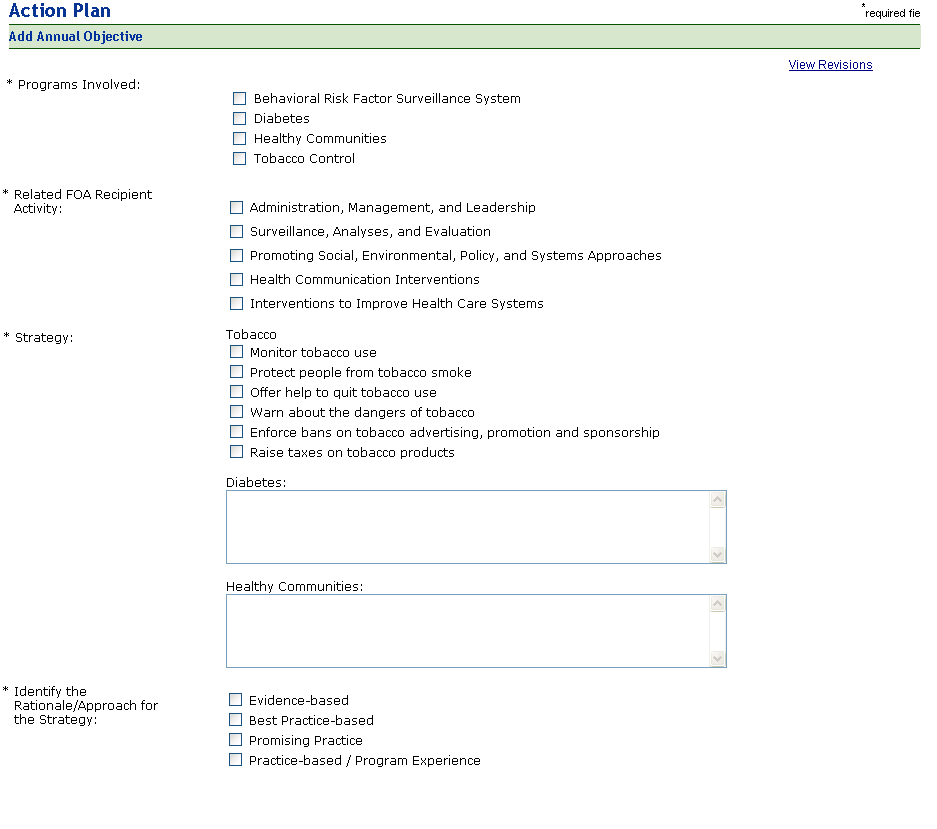 Action Plan
* required fie
Add Annual Objective
View Revisions
* Programs Involved:
Behavioral Risk Factor Surveillance System
Diabetes
Healthy Communities
Tobacco Control
* Related FOA Recipient
Activity:
Administration, Management, and Leadership
Surveillance, Analyses, and Evaluation
Promoting Social, Environmental, Policy, and Systems Approaches
Health Communication Interventions
Interventions to Improve Health Care Systems
* Strategy:
Tobacco
Monitor tobacco use
Protect people from tobacco smoke
Offer help to quit tobacco use
Warn about the dangers of tobacco
Enforce bans on tobacco advertising, promotion and sponsorship
Raise taxes on tobacco products
Diabetes:
Healthy Communities:
* Identify the
Rationale/Approach for
the Strategy:
Evidence-based
Best Practice-based
Promising Practice
Practice-based / Program Experience